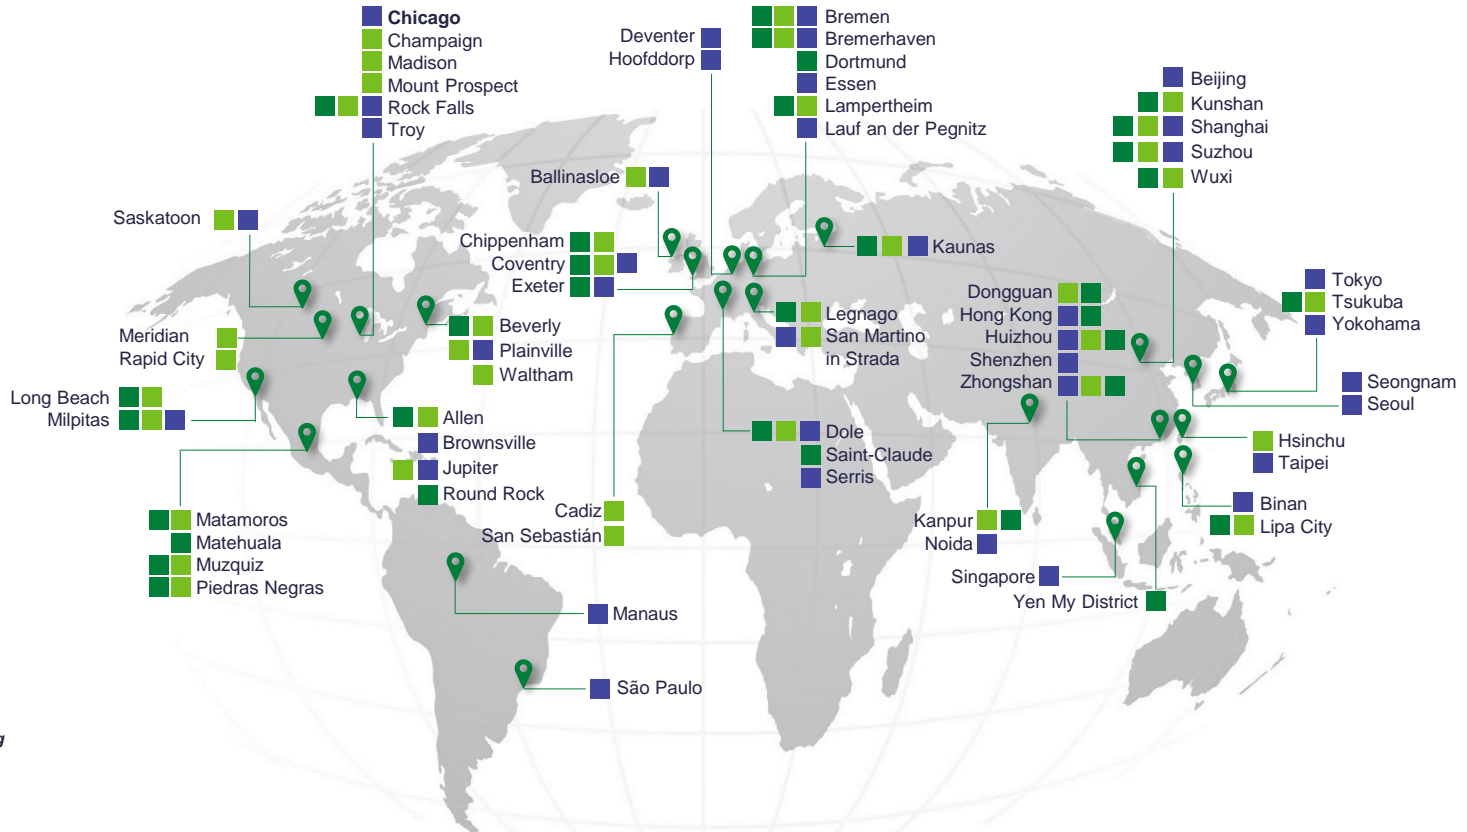 Chicago
Champaign
Madison
Mount Prospect
Rock Falls
Troy
Deventer
Hoofddorp
Bremen
Bremerhaven
Dortmund
Essen
Lampertheim
Lauf an der Pegnitz
Beijing
Kunshan
Shanghai
Suzhou
Wuxi
Ballinasloe
Saskatoon
Chippenham
Coventry
Exeter
Kaunas
Tokyo
Tsukuba
Yokohama
Dongguan
Hong Kong
Huizhou
Shenzhen
Zhongshan
Meridian
Rapid City
Beverly
Plainville
Waltham
Legnago
San Martino
in Strada
Long Beach
Milpitas
Seongnam
Seoul
Allen
Brownsville
Jupiter
Round Rock
Dole
Saint-Claude
Serris
Hsinchu
Taipei
Matamoros
Matehuala
Muzquiz
Piedras Negras
Cadiz
San Sebastián
Kanpur
Noida
Binan
Lipa City
Singapore
Yen My District
Manaus
São Paulo
g